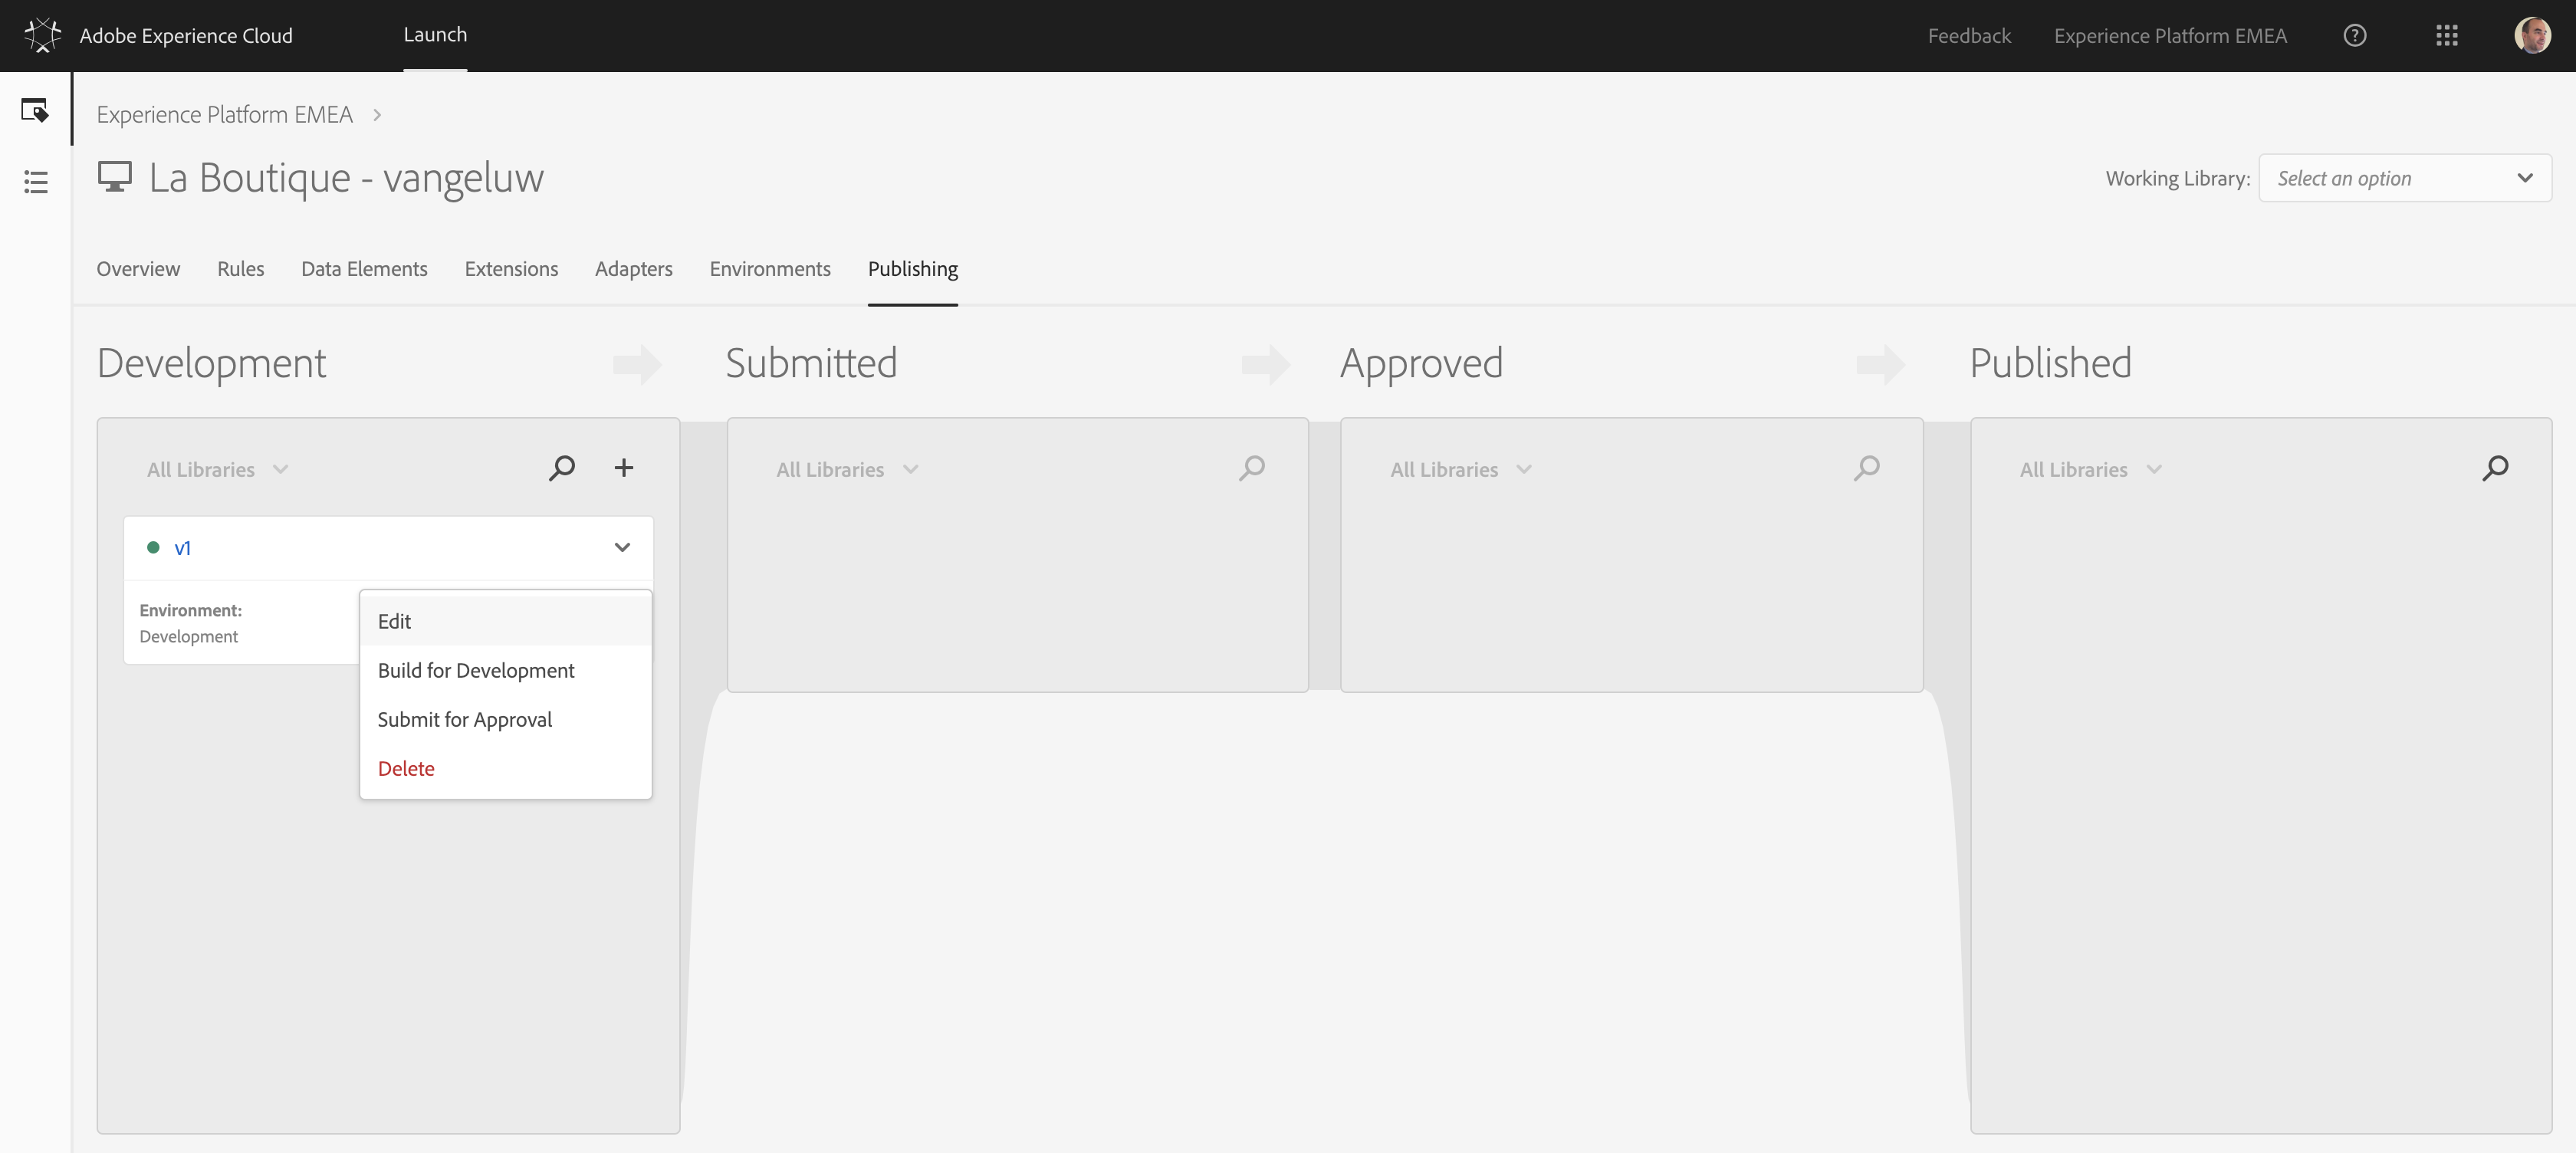 Adobe Experience Cloud
Launch
Feedback
Experience Platform EMEA
Experience Platform EMEA
La Boutique - vangeluw
Working Library:
Select an option
Overview
Rules
Data Elements
Extensions
Adapters
Environments
Publishing
Development
Submitted
Approved
Published
All Libraries
All Libraries
All Libraries
All Libraries
v1
Environment:
Development
Edit
Build for Development
Submit for Approval
Delete